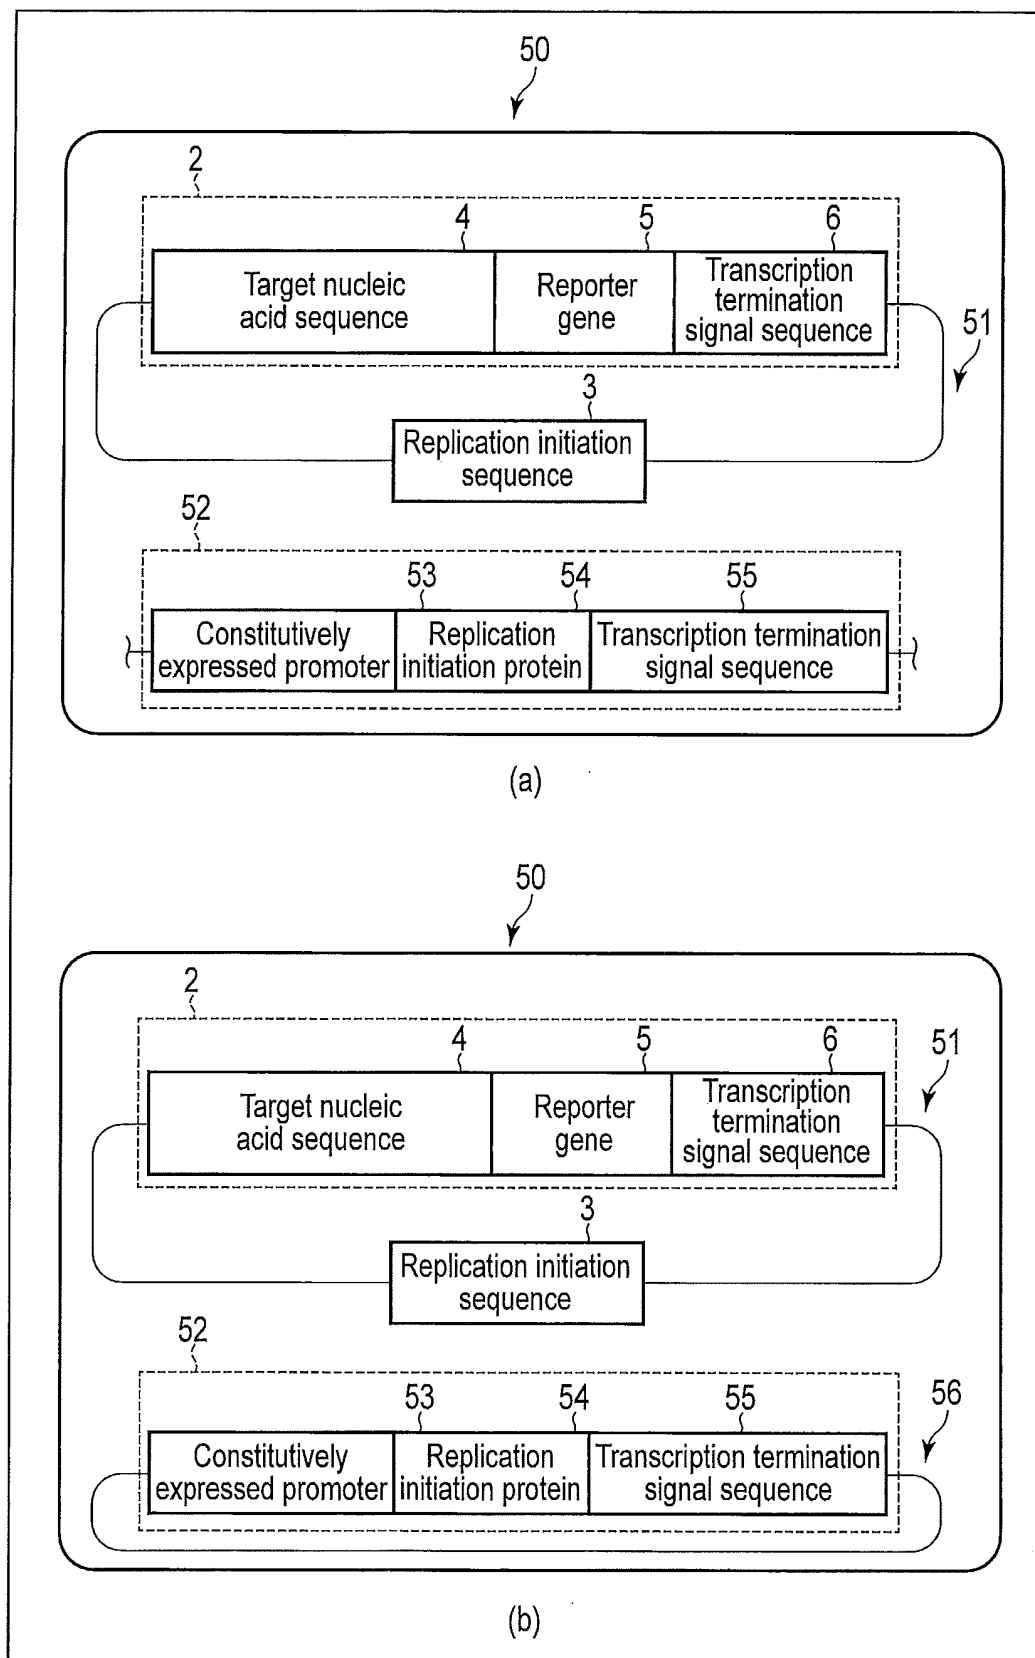 50
2
4
5
6
Target nucleic
acid sequence
Reporter
gene
Transcription
termination
signal sequence
51
3
Replication initiation
sequence
52
53
54
55
Constitutively
expressed promoter
Replication
initiation protein
Transcription termination
signal sequence
(a)
50
2
4
5
6
51
Target nucleic
acid sequence
Reporter
gene
Transcription
termination
signal sequence
3
Replication initiation
sequence
52
53
54
55
56
Constitutively
expressed promoter
Replication
initiation protein
Transcription termination
signal sequence
(b)